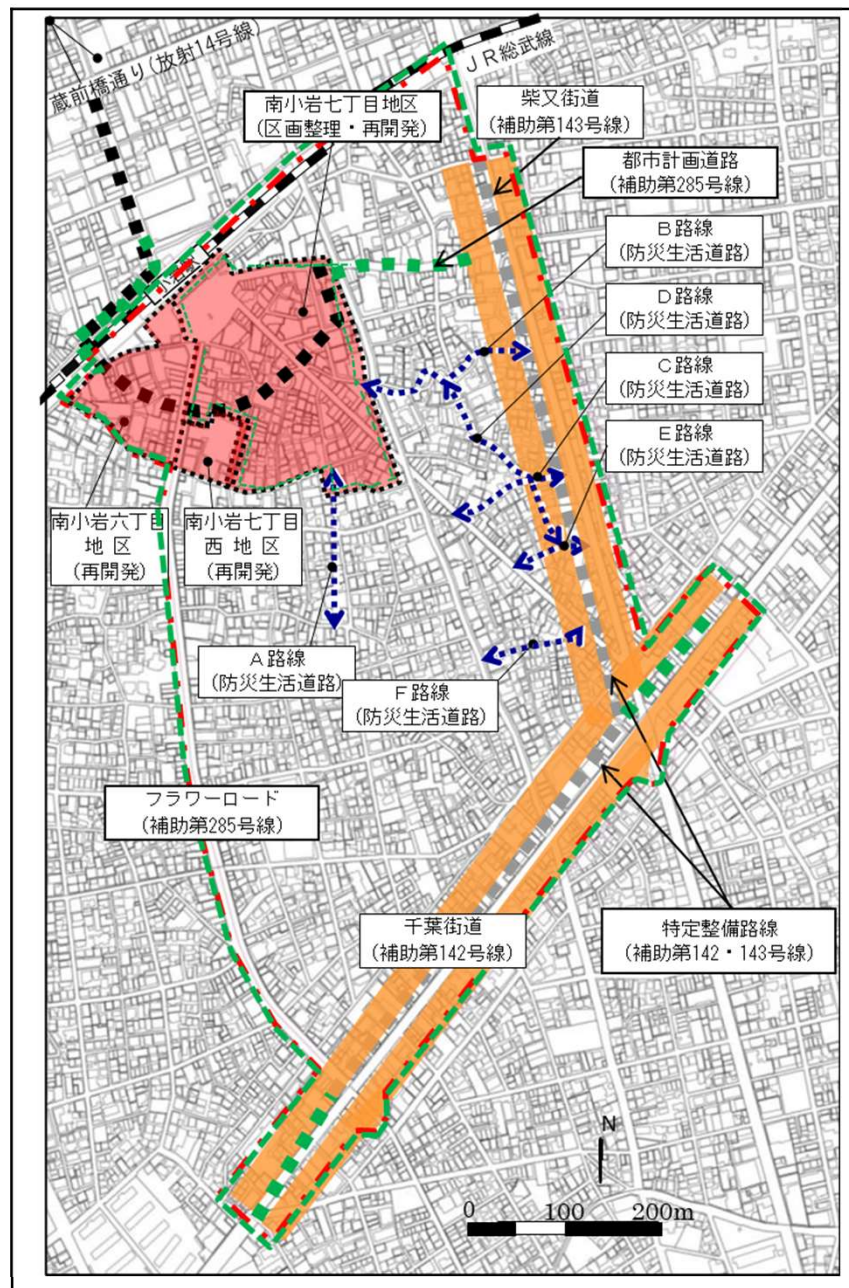 蔵前橋通り(放射14号線)
JR総武線
南小岩七丁目地区
(区画整理・再開発)
柴又街道
(補助第143号線)
都市計画道路
(補助第285号線)
B路線
(防災生活道路)
D路線
(防災生活道路)
C路線
(防災生活道路)
E路線
(防災生活道路)
南小岩六丁目
地区
(再開発)
南小岩七丁目
西地区
(再開発)
A路線
(防災生活道路)
F路線
(防災生活道路)
フラワーロード
(補助第285号線)
千葉街道
(補助第142号線)
特定整備路線
(補助第142・143号線)
N
0 100 200m